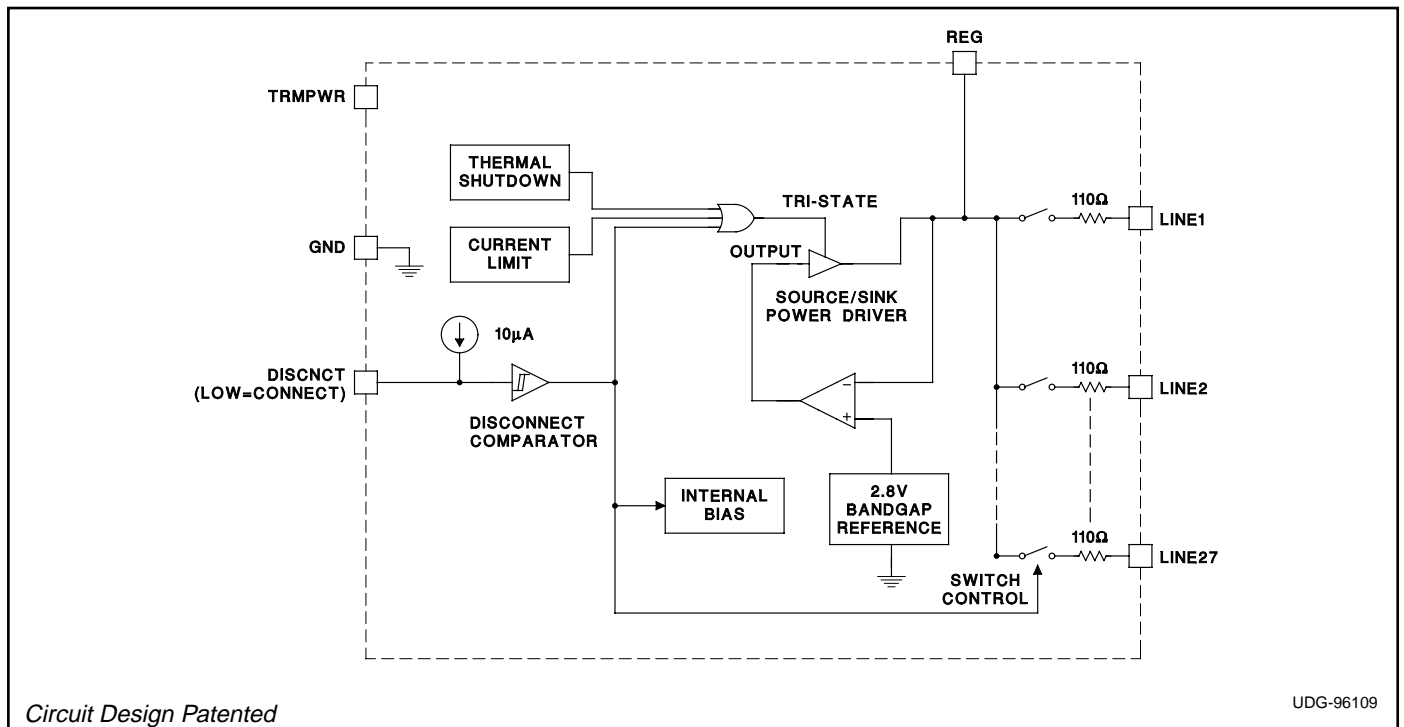 REG
TRMPWR
THERMAL
SHUTDOWN
TRI-STATE
110Ω
LINE1
GND
CURRENT
LIMIT
OUTPUT
SOURCE/SINK
POWER DRIVER
10µA
DISCNCT
(LOW=CONNECT)
DISCONNECT
COMPARATOR
−
+
110Ω
LINE2
INTERNAL
BIAS
2.8V
BANDGAP
REFERENCE
110Ω
LINE27
SWITCH
CONTROL
Circuit Design Patented
UDG-96109